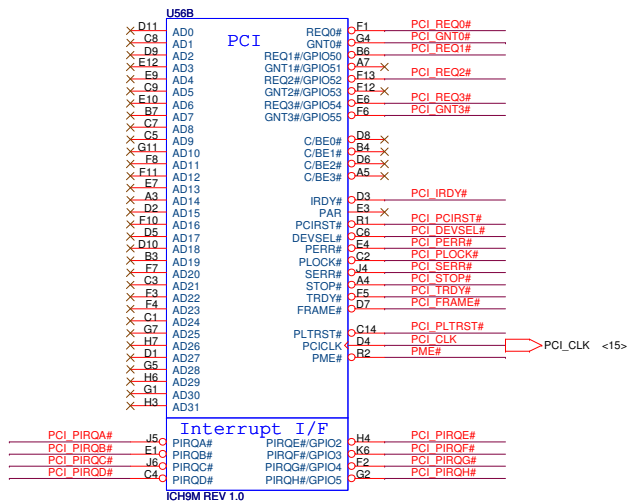 U56B
PCI
D11 AD0 REQ0# F1 PCI_REQ0#
C8 AD1 GNT0# G4 PCI_GNT0#
D9 AD2 REQ1#/GPIO50 B6 PCI_REQ1#
E12 AD3 GNT1#/GPIO51 A7
E9 AD4 REQ2#/GPIO52 F13 PCI_REQ2#
C9 AD5 GNT2#/GPIO53 F12
E10 AD6 REQ3#/GPIO54 E6 PCI_REQ3#
B7 AD7 GNT3#/GPIO55 F6 PCI_GNT3#
C7 AD8
C5 AD9 C/BE0# D8
G11 AD10 C/BE1# B4
F8 AD11 C/BE2# D6
F11 AD12 C/BE3# A5
E7 AD13
A3 AD14 IRDY# D3 PCI_IRDY#
D2 AD15 PAR E3
F10 AD16 PCIRST# R1 PCI_PCIRST#
D5 AD17 DEVSEL# C6 PCI_DEVSEL#
D10 AD18 PERR# E4 PCI_PERR#
B3 AD19 PLOCK# C2 PCI_PLOCK#
F7 AD20 SERR# J4 PCI_SERR#
C3 AD21 STOP# A4 PCI_STOP#
F3 AD22 TRDY# F5 PCI_TRDY#
F4 AD23 FRAME# D7 PCI_FRAME#
C1 AD24
G7 AD25 PLTRST# C14 PCI_PLTRST#
H7 AD26 PCICLK D4 PCI_CLK PCI_CLK <15>
D1 AD27 PME# R2 PME#
G5 AD28
H6 AD29
G1 AD30
H3 AD31
Interrupt I/F
PCI_PIRQA# J5 PIRQA# PIRQE#/GPIO2 H4 PCI_PIRQE#
PCI_PIRQB# E1 PIRQB# PIRQF#/GPIO3 K6 PCI_PIRQF#
PCI_PIRQC# J6 PIRQC# PIRQG#/GPIO4 F2 PCI_PIRQG#
PCI_PIRQD# C4 PIRQD# PIRQH#/GPIO5 G2 PCI_PIRQH#
ICH9M REV 1.0